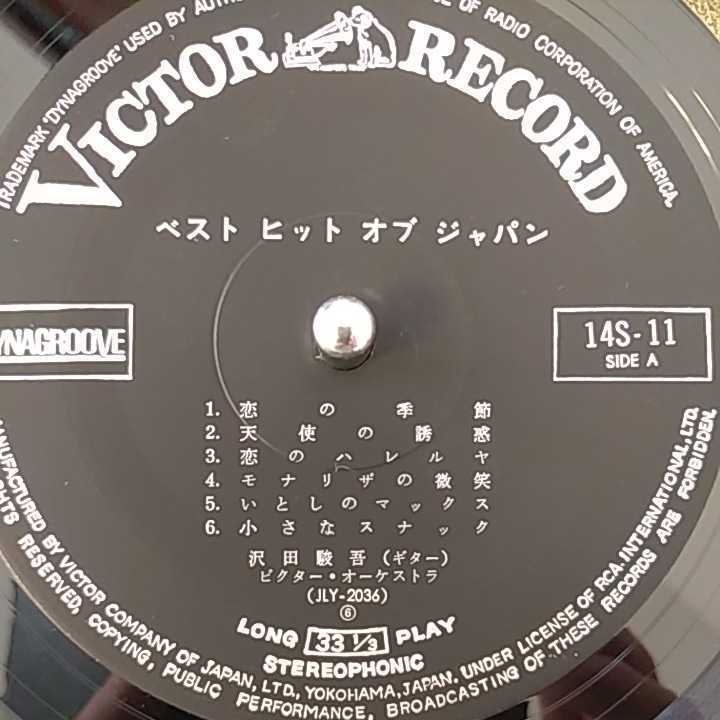 TRADEMARK "DYNAGROOVE" USED BY OF RADIO CORPORATION OF AMERICA.
VICTOR RECORD
ベスト ヒット オブ ジャパン
14S-11
SIDE A
1. 恋の季節
2. 天使の誘惑
3. 恋のハレルヤ
4. モナリザの微笑
5. いとしのマックス
6. 小さなスナック
沢田駿吾(ギター)
ビクター・オーケストラ
(JLY-2036)
⑥
LONG 33 1/3 PLAY
STEREOPHONIC
MANUFACTURED BY VICTOR COMPANY OF JAPAN, LTD., YOKOHAMA, JAPAN, UNDER LICENSE OF RCA. INTERNATIONAL, LTD.
RESERVED, COPYING, PUBLIC PERFORMANCE, BROADCASTING OF THESE RECORDS ARE FORBIDDEN.